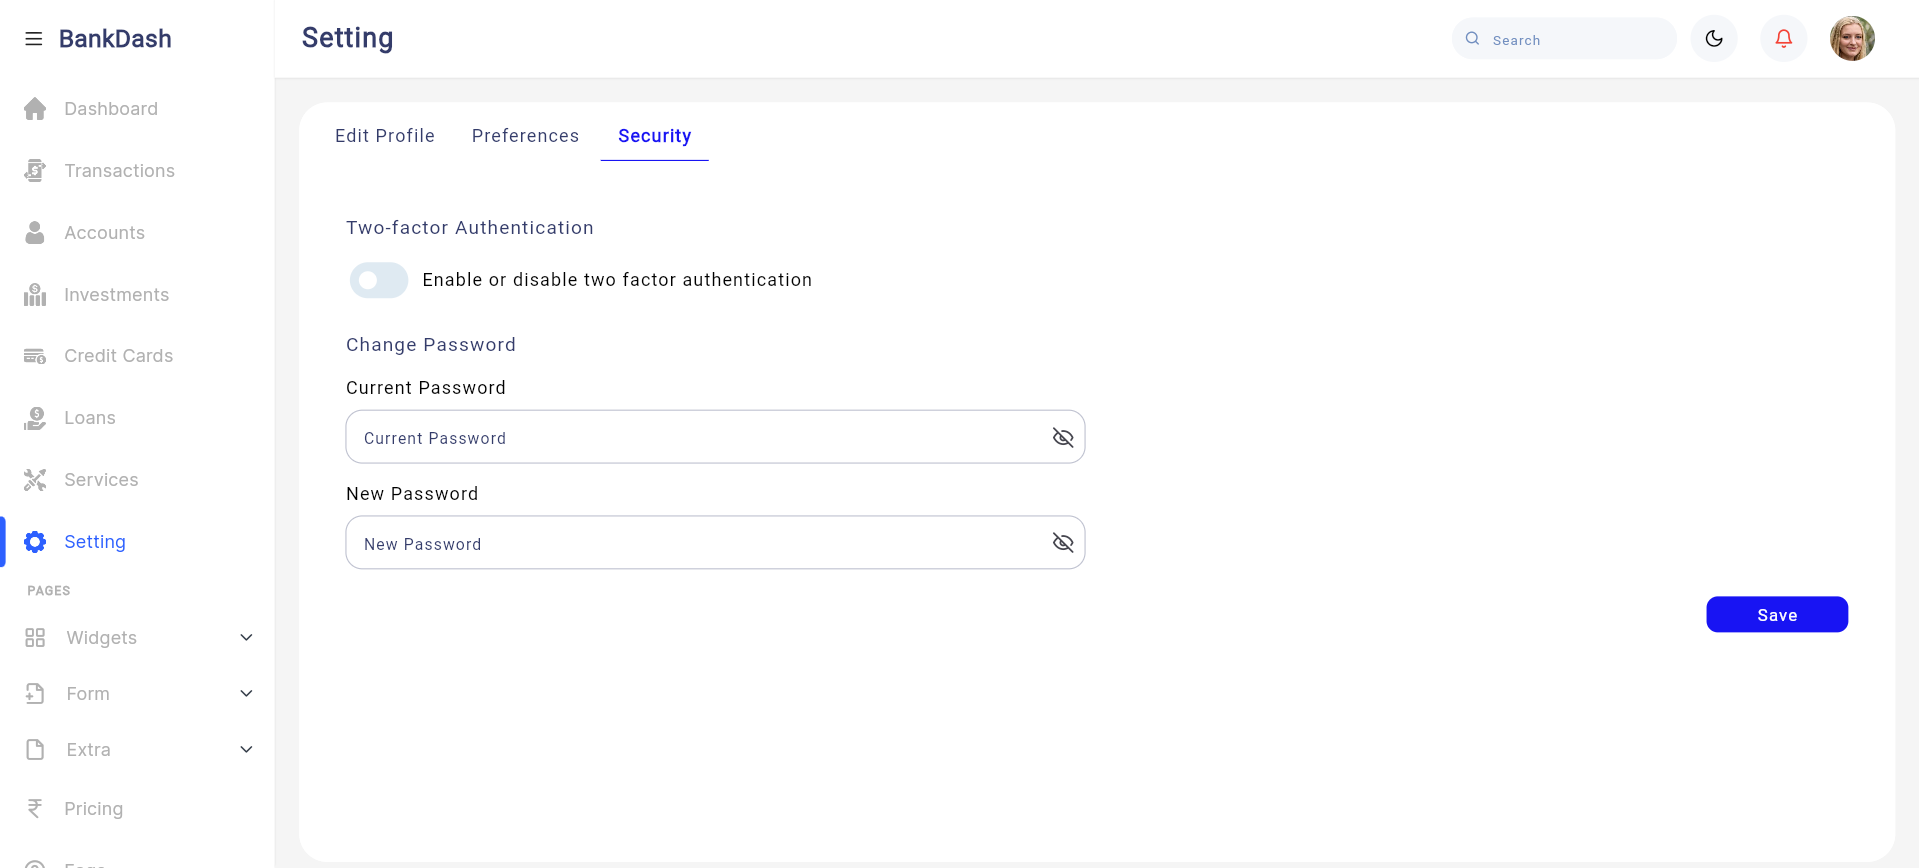 BankDash
Setting
Search
Dashboard
Transactions
Accounts
Investments
Credit Cards
Loans
Services
Setting
PAGES
Widgets
Form
Extra
Pricing
Edit Profile
Preferences
Security
Two-factor Authentication
Enable or disable two factor authentication
Change Password
Current Password
Current Password
New Password
New Password
Save